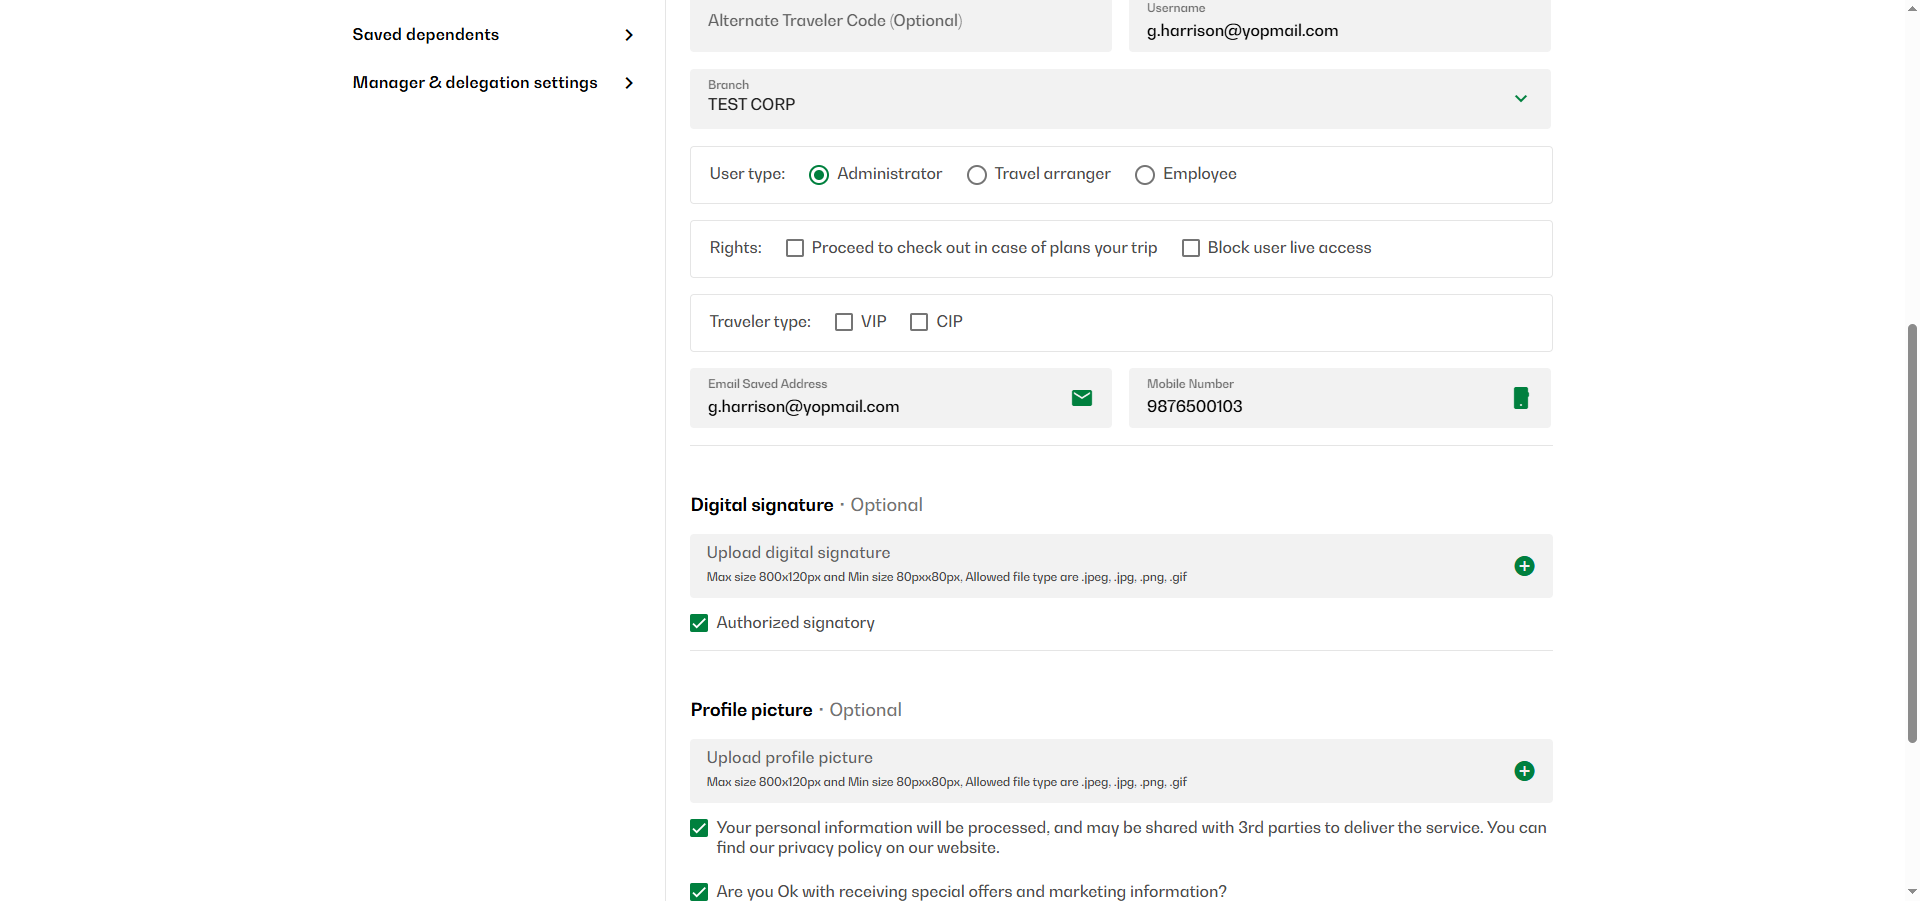 Saved dependents
Manager & delegation settings
Alternate Traveler Code (Optional)
Username
g.harrison@yopmail.com
Branch
TEST CORP
User type: Administrator Travel arranger Employee
Rights: Proceed to check out in case of plans your trip Block user live access
Traveler type: VIP CIP
Email Saved Address
g.harrison@yopmail.com
Mobile Number
9876500103
Digital signature · Optional
Upload digital signature
Max size 800x120px and Min size 80pxx80px, Allowed file type are .jpeg, .jpg, .png, .gif
Authorized signatory
Profile picture · Optional
Upload profile picture
Max size 800x120px and Min size 80pxx80px, Allowed file type are .jpeg, .jpg, .png, .gif
Your personal information will be processed, and may be shared with 3rd parties to deliver the service. You can
find our privacy policy on our website.
Are you Ok with receiving special offers and marketing information?